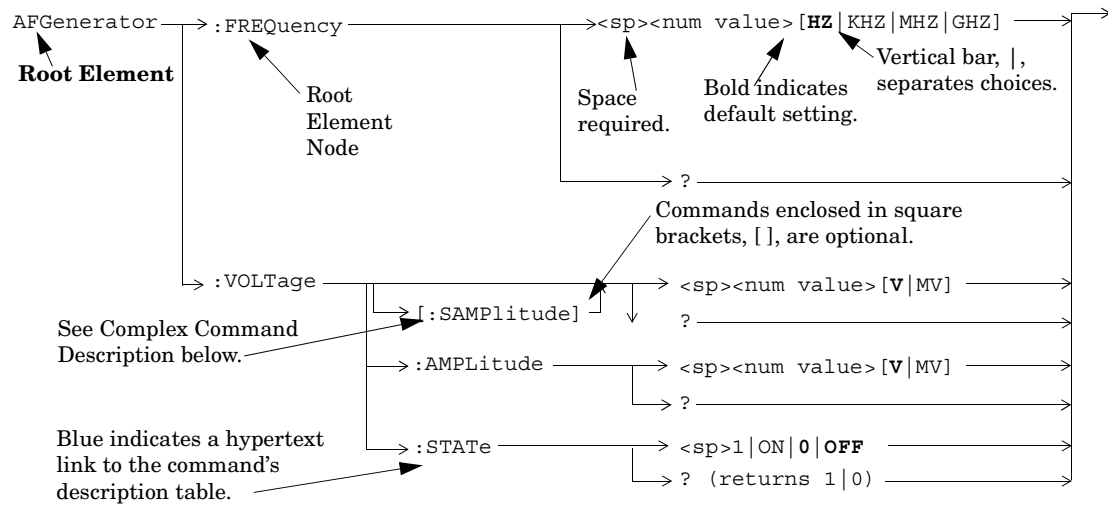 AFGenerator :FREQuency <sp><num value>[HZ|KHZ|MHZ|GHZ]
Root Element
Root
Element
Node
Space
required.
Bold indicates
default setting.
Vertical bar, |,
separates choices.
?
Commands enclosed in square
brackets, [ ], are optional.
:VOLTage <sp><num value>[V|MV]
[:SAMPlitude]
?
See Complex Command
Description below.
:AMPLitude <sp><num value>[V|MV]
?
Blue indicates a hypertext
link to the command's
description table.
:STATe <sp>1|ON|0|OFF
? (returns 1|0)